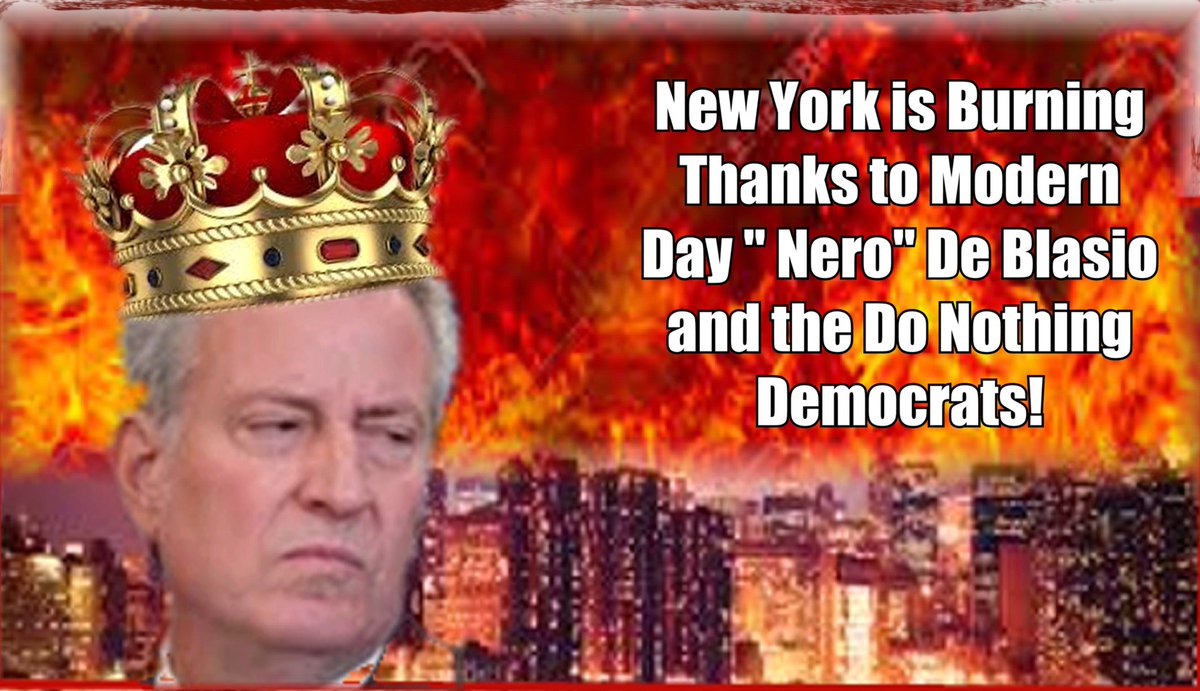 New York is Burning
Thanks to Modern
Day " Nero" De Blasio
and the Do Nothing
Democrats!